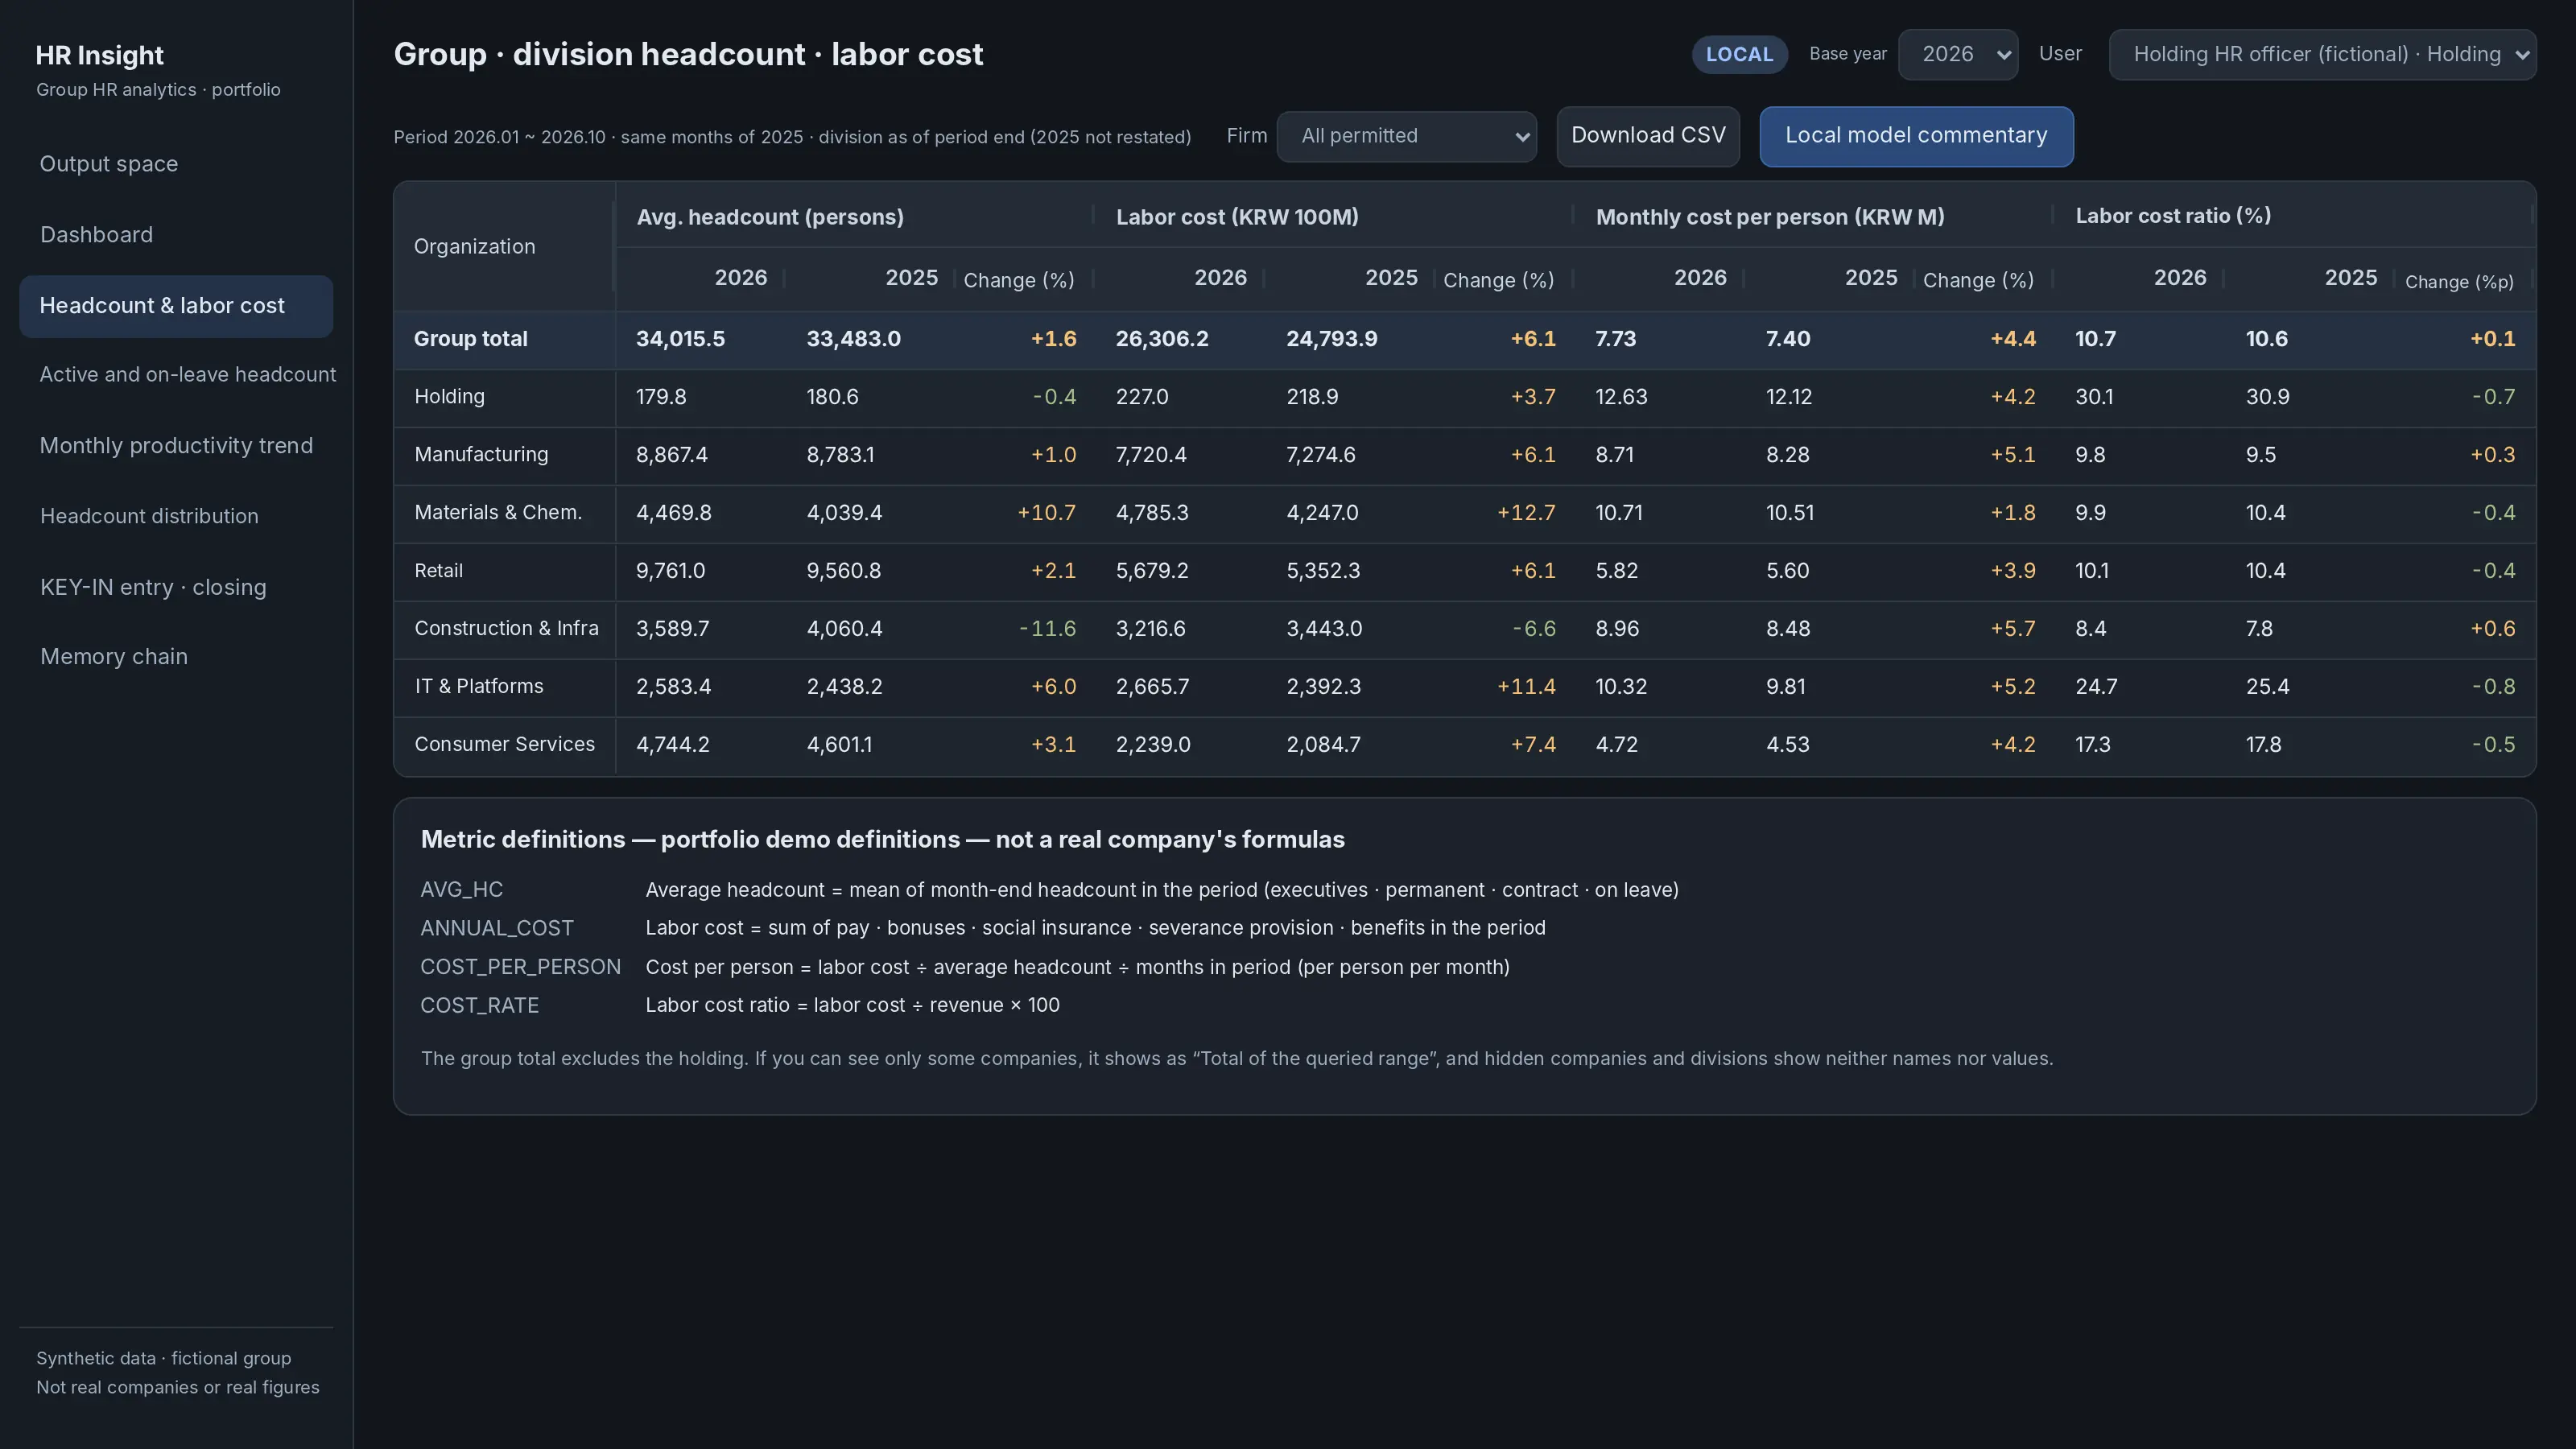 HR Insight
Group HR analytics · portfolio
Output space
Dashboard
Headcount & labor cost
Active and on-leave headcount
Monthly productivity trend
Headcount distribution
KEY-IN entry · closing
Memory chain
Synthetic data · fictional group
Not real companies or real figures
Group · division headcount · labor cost
LOCAL Base year 2026 User Holding HR officer (fictional) · Holding
Period 2026.01 ~ 2026.10 · same months of 2025 · division as of period end (2025 not restated) Firm All permitted Download CSV Local model commentary
Organization Avg. headcount (persons) Labor cost (KRW 100M) Monthly cost per person (KRW M) Labor cost ratio (%)
2026 2025 Change (%) 2026 2025 Change (%) 2026 2025 Change (%) 2026 2025 Change (%p)
Group total 34,015.5 33,483.0 +1.6 26,306.2 24,793.9 +6.1 7.73 7.40 +4.4 10.7 10.6 +0.1
Holding 179.8 180.6 -0.4 227.0 218.9 +3.7 12.63 12.12 +4.2 30.1 30.9 -0.7
Manufacturing 8,867.4 8,783.1 +1.0 7,720.4 7,274.6 +6.1 8.71 8.28 +5.1 9.8 9.5 +0.3
Materials & Chem. 4,469.8 4,039.4 +10.7 4,785.3 4,247.0 +12.7 10.71 10.51 +1.8 9.9 10.4 -0.4
Retail 9,761.0 9,560.8 +2.1 5,679.2 5,352.3 +6.1 5.82 5.60 +3.9 10.1 10.4 -0.4
Construction & Infra 3,589.7 4,060.4 -11.6 3,216.6 3,443.0 -6.6 8.96 8.48 +5.7 8.4 7.8 +0.6
IT & Platforms 2,583.4 2,438.2 +6.0 2,665.7 2,392.3 +11.4 10.32 9.81 +5.2 24.7 25.4 -0.8
Consumer Services 4,744.2 4,601.1 +3.1 2,239.0 2,084.7 +7.4 4.72 4.53 +4.2 17.3 17.8 -0.5
Metric definitions — portfolio demo definitions — not a real company's formulas
AVG_HC Average headcount = mean of month-end headcount in the period (executives · permanent · contract · on leave)
ANNUAL_COST Labor cost = sum of pay · bonuses · social insurance · severance provision · benefits in the period
COST_PER_PERSON Cost per person = labor cost ÷ average headcount ÷ months in period (per person per month)
COST_RATE Labor cost ratio = labor cost ÷ revenue × 100
The group total excludes the holding. If you can see only some companies, it shows as “Total of the queried range”, and hidden companies and divisions show neither names nor values.